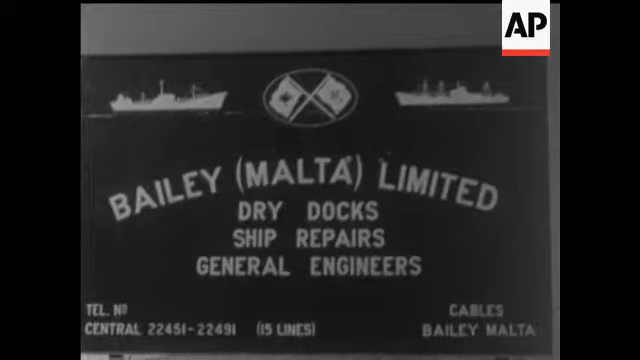 AP
BAILEY (MALTA) LIMITED
DRY DOCKS
SHIP REPAIRS
GENERAL ENGINEERS
TEL. Nº
CENTRAL 22451-22491 (15 LINES)
CABLES
BAILEY MALTA